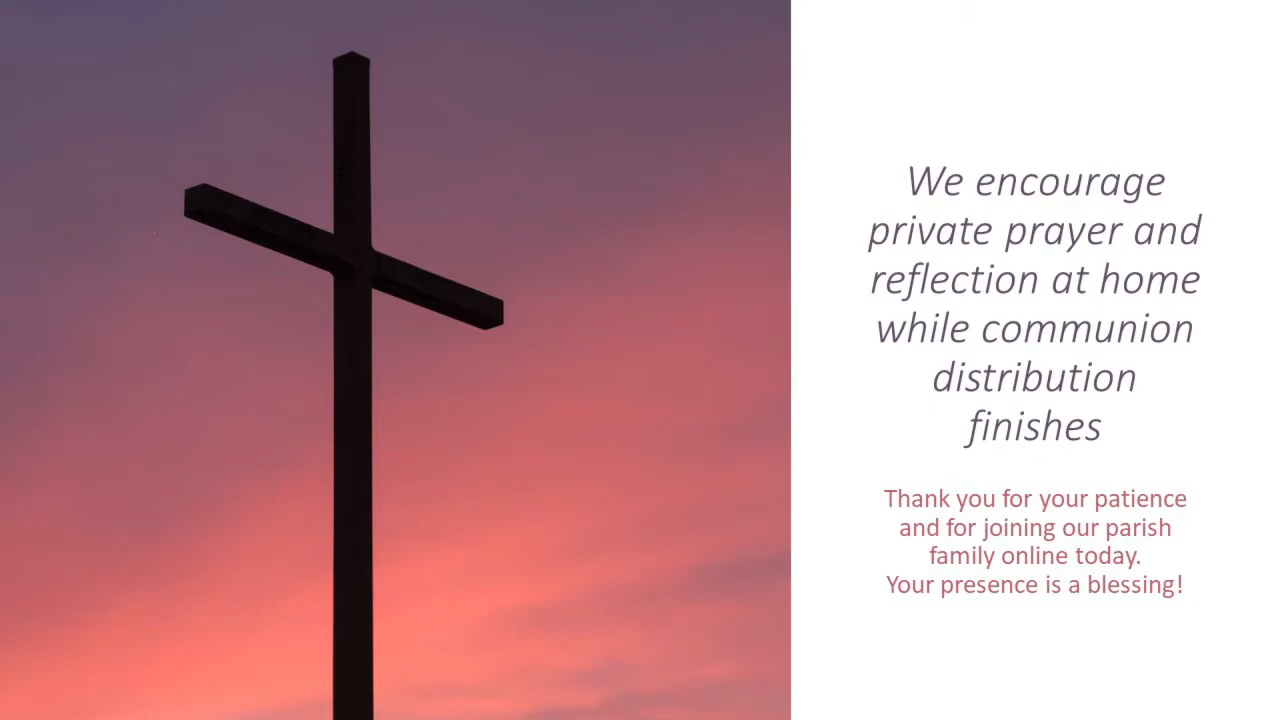 We encourage
private prayer and
reflection at home
while communion
distribution
finishes
Thank you for your patience
and for joining our parish
family online today.
Your presence is a blessing!